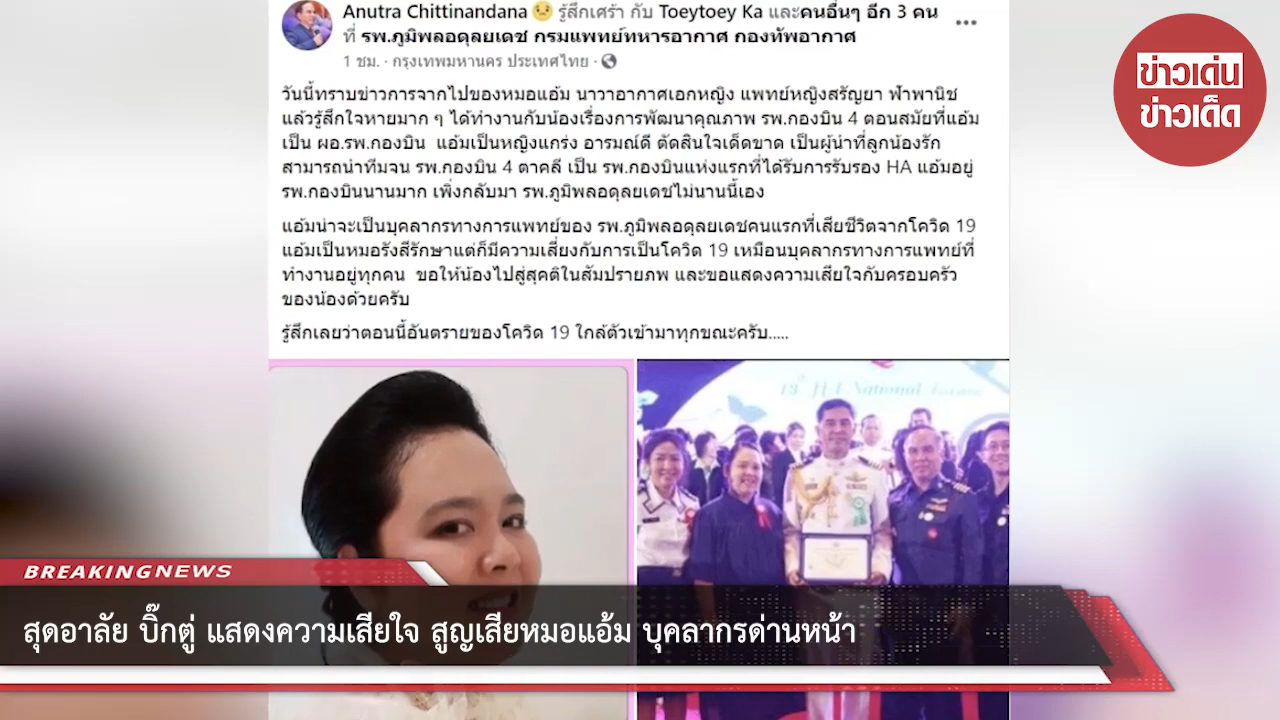 Anutra Chittinandana 😟 รู้สึกเศร้า กับ Toeytoey Ka และคนอื่นๆ อีก 3 คน
ที่ รพ.ภูมิพลอดุลยเดช กรมแพทย์ทหารอากาศ กองทัพอากาศ
1 ชม. · กรุงเทพมหานคร ประเทศไทย ·
ข่าวเด่น
ข่าวเด็ด
วันนี้ทราบข่าวการจากไปของหมอแอ้ม นาวาอากาศเอกหญิง แพทย์หญิงสรัญยา ฟ้าพานิช
แล้วรู้สึกใจหายมาก ๆ ได้ทำงานกับน้องเรื่องการพัฒนาคุณภาพ รพ.กองบิน 4 ตอนสมัยที่แอ้ม
เป็น ผอ.รพ.กองบิน แอ้มเป็นหญิงแกร่ง อารมณ์ดี ตัดสินใจเด็ดขาด เป็นผู้นำที่ลูกน้องรัก
สามารถนำทีมจน รพ.กองบิน 4 ตาคลี เป็น รพ.กองบินแห่งแรกที่ได้รับการรับรอง HA แอ้มอยู่
รพ.กองบินนานมาก เพิ่งกลับมา รพ.ภูมิพลอดุลยเดชไม่นานนี้เอง
แอ้มน่าจะเป็นบุคลากรทางการแพทย์ของ รพ.ภูมิพลอดุลยเดชคนแรกที่เสียชีวิตจากโควิด 19
แอ้มเป็นหมอรังสีรักษาแต่ก็มีความเสี่ยงกับการเป็นโควิด 19 เหมือนบุคลากรทางการแพทย์ที่
ทำงานอยู่ทุกคน ขอให้น้องไปสู่สุคติในสัมปรายภพ และขอแสดงความเสียใจกับครอบครัว
ของน้องด้วยครับ
รู้สึกเลยว่าตอนนี้อันตรายของโควิด 19 ใกล้ตัวเข้ามาทุกขณะครับ.....
BREAKING NEWS
สุดอาลัย บิ๊กตู่ แสดงความเสียใจ สูญเสียหมอแอ้ม บุคลากรด่านหน้า